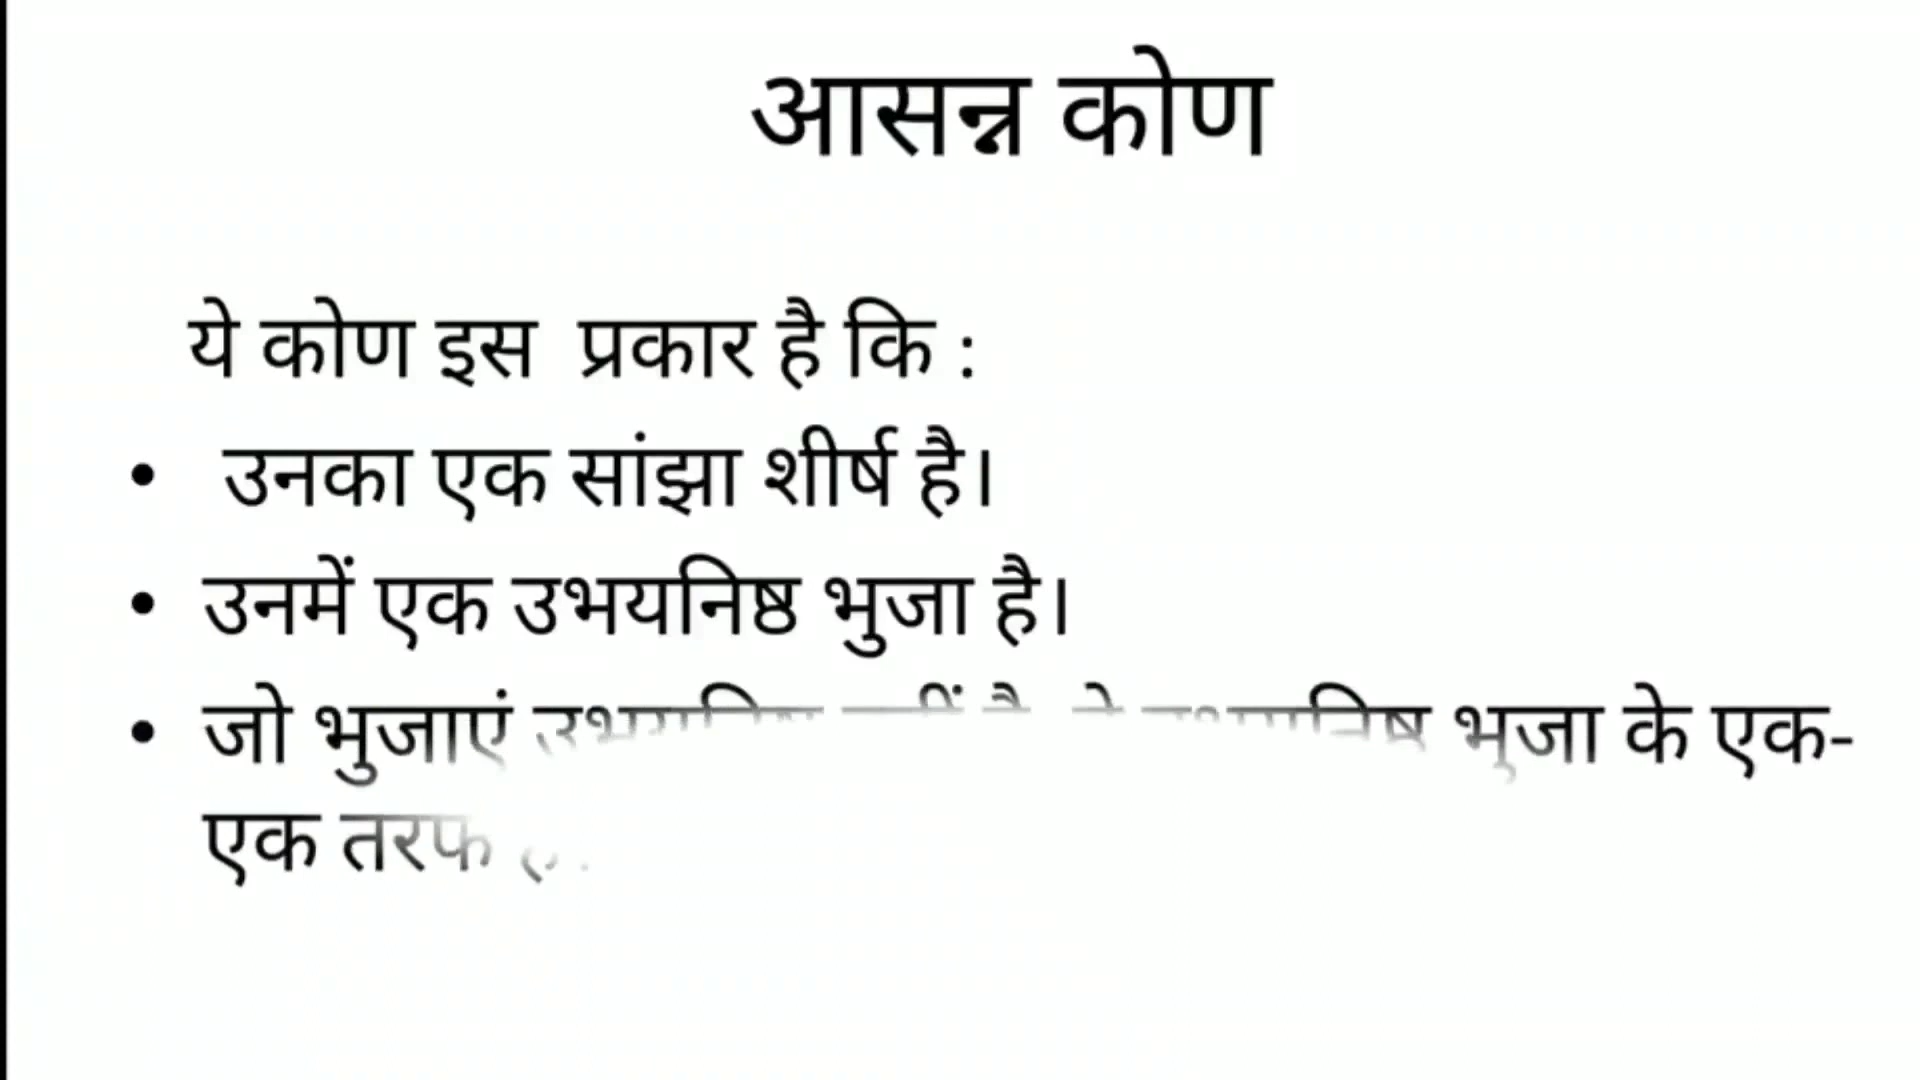 आसन्न कोण
ये कोण इस प्रकार है कि :
• उनका एक सांझा शीर्ष है।
• उनमें एक उभयनिष्ठ भुजा है।
• जो भुजाएं भुजा के एक-
एक तरफ